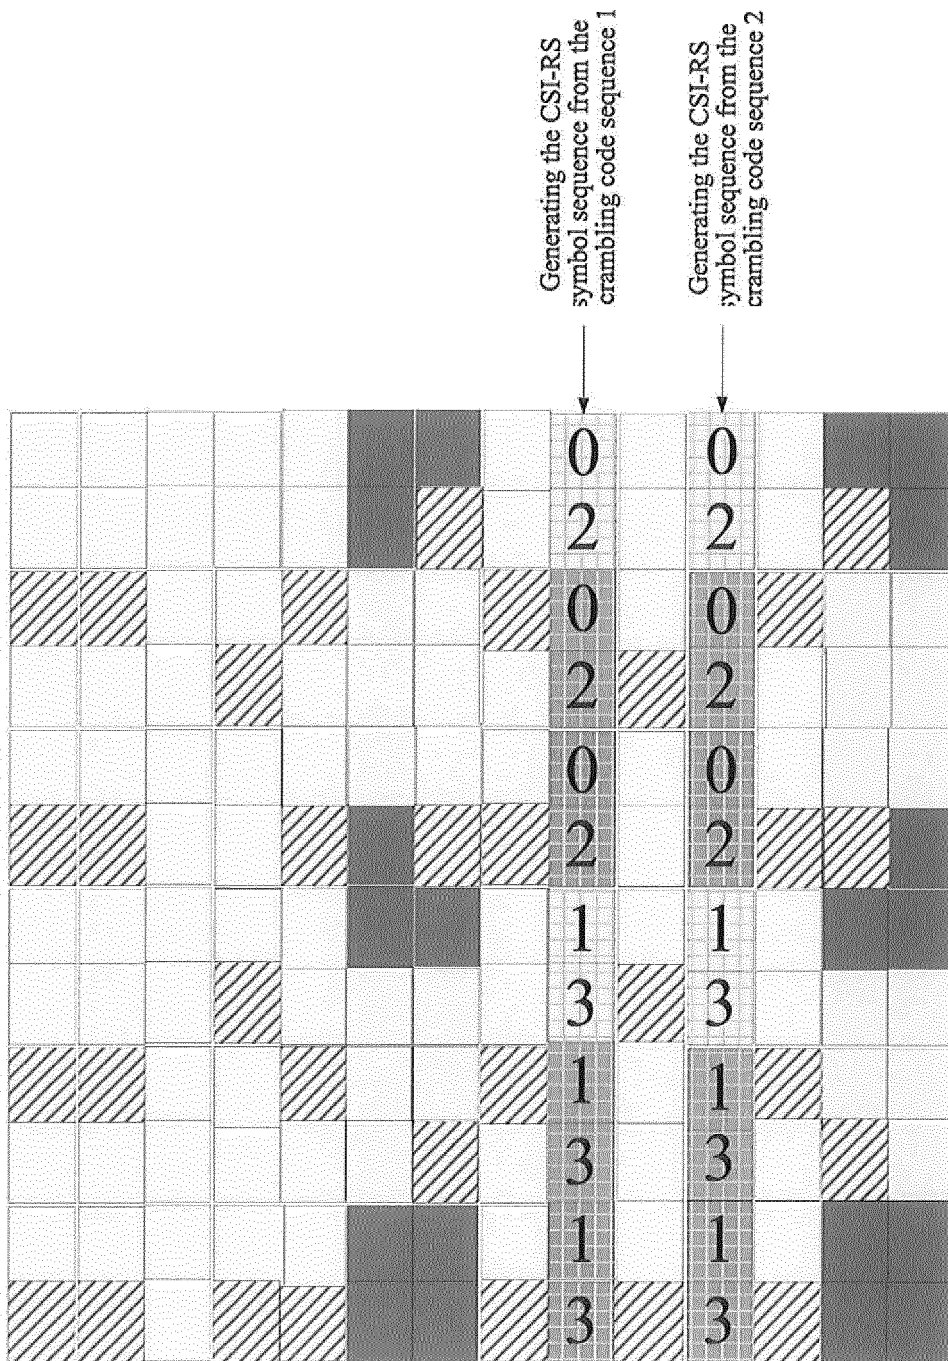 Generating the CSI-RS
symbol sequence from the
crambling code sequence 1
Generating the CSI-RS
symbol sequence from the
crambling code sequence 2
0 0
2 2
0 0
2 2
0 0
2 2
1 1
3 3
1 1
3 3
1 1
3 3